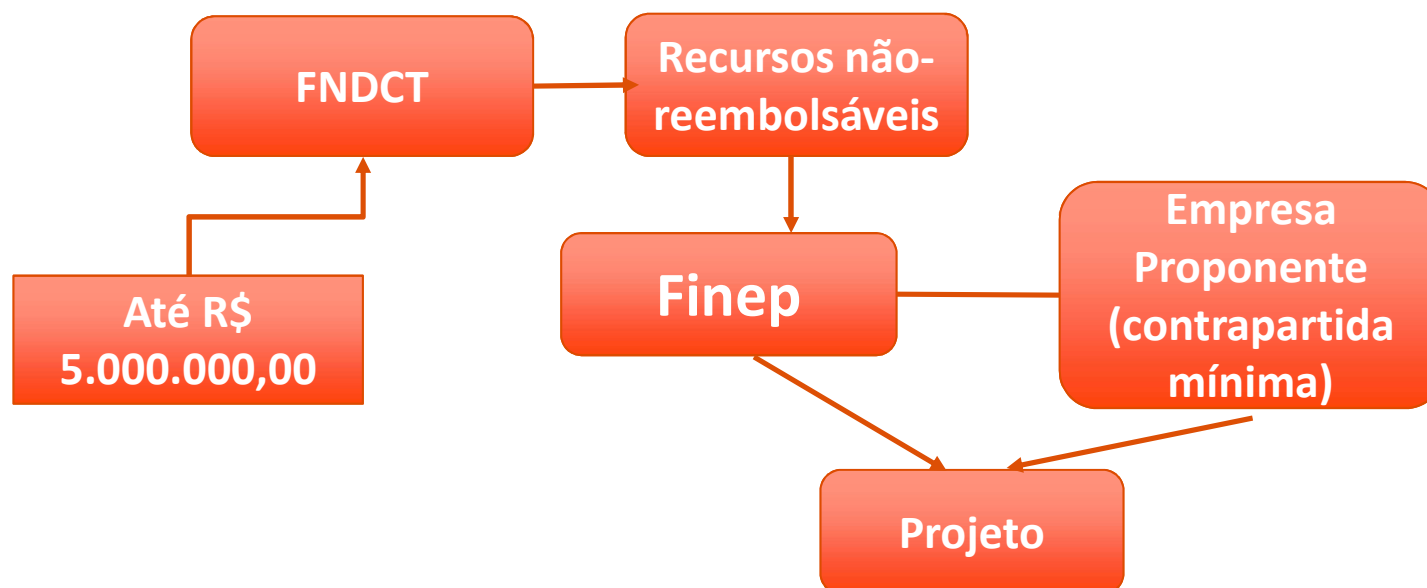 FNDCT
Recursos não-
reembolsáveis
Até R$
5.000.000,00
Finep
Empresa
Proponente
(contrapartida
mínima)
Projeto